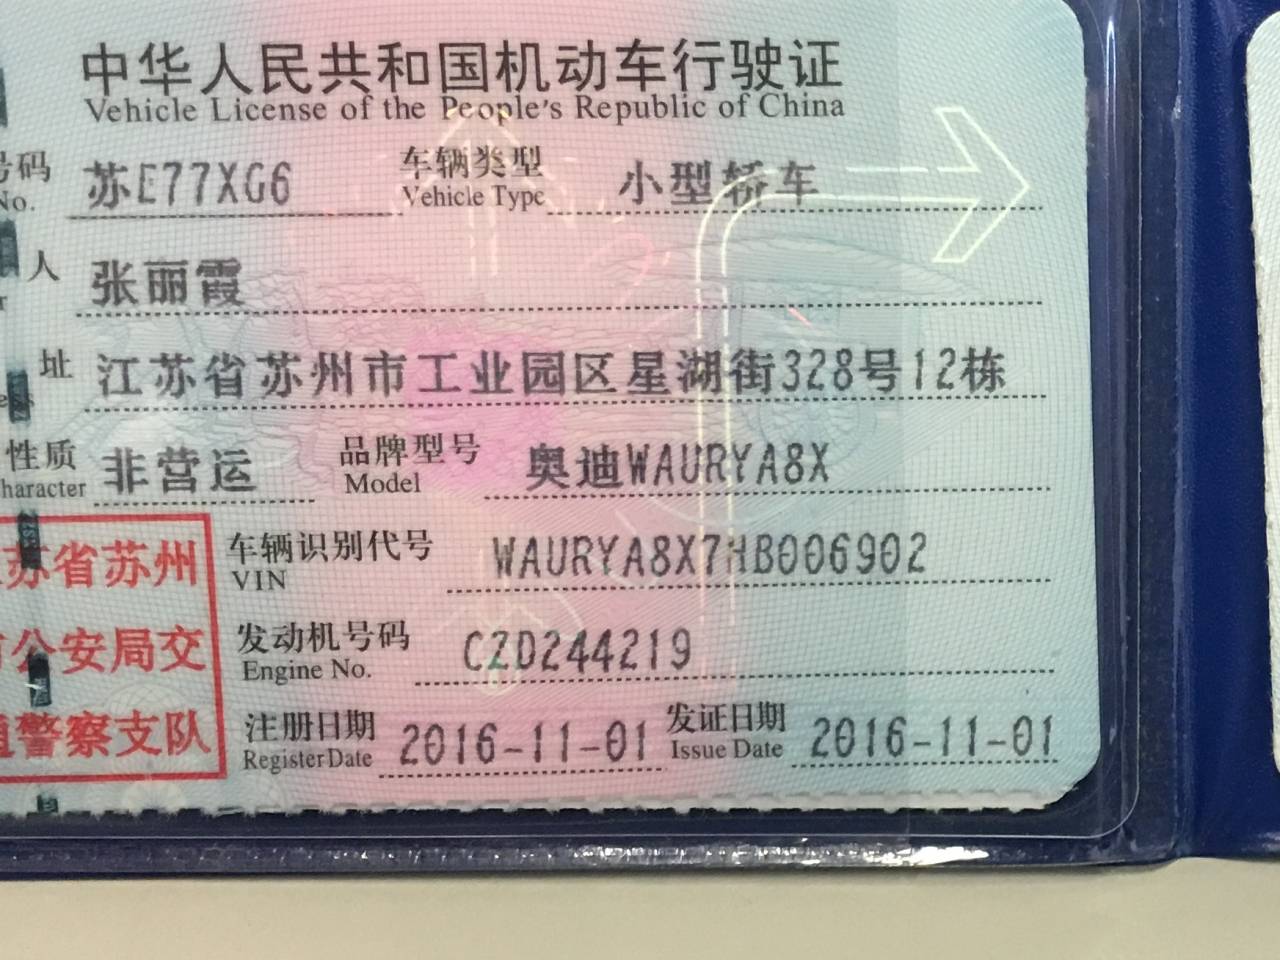 中华人民共和国机动车行驶证
Vehicle License of the People's Republic of China
号码 苏E77XG6 车辆类型 小型轿车
No. Vehicle Type
人 张丽霞
址 江苏省苏州市工业园区星湖街328号12栋
性质 非营运 品牌型号 奥迪WAURYA8X
haracter Model
苏省苏州 车辆识别代号 WAURYA8X7HB006902
VIN
公安局交 发动机号码 CZD244219
Engine No.
警察支队 注册日期 2016-11-01 发证日期 2016-11-01
Register Date Issue Date